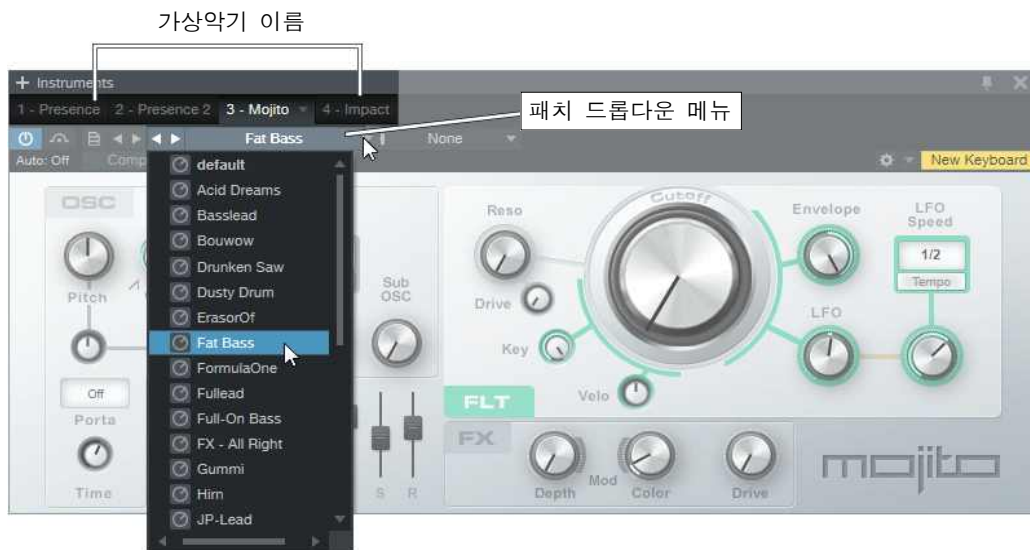 가상악기 이름
Instruments
1 - Presence 2 - Presence 2 3 - Mojito 4 - Impact
패치 드롭다운 메뉴
Fat Bass None
Auto: Off Comp New Keyboard
default
Acid Dreams
Basslead
Bouwow
Drunken Saw
Dusty Drum
ErasorOf
Fat Bass
FormulaOne
Fullead
Full-On Bass
FX - All Right
Gummi
Hirn
JP-Lead
OSC
Pitch
Off
Porta
Time
Sub
OSC
S R
Reso
Cutoff
Envelope
LFO
Speed
1/2
Tempo
Drive
LFO
Key
Velo
FLT
FX
Depth Mod Color Drive
mojito